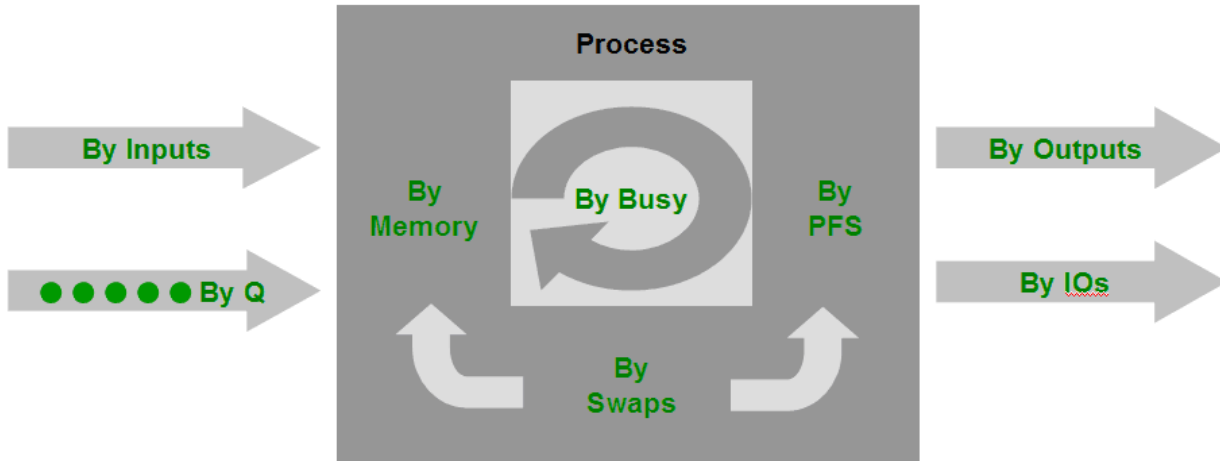 Process
By Inputs
By Outputs
By
Memory
By Busy
By
PFS
By Q
By IOs
By
Swaps